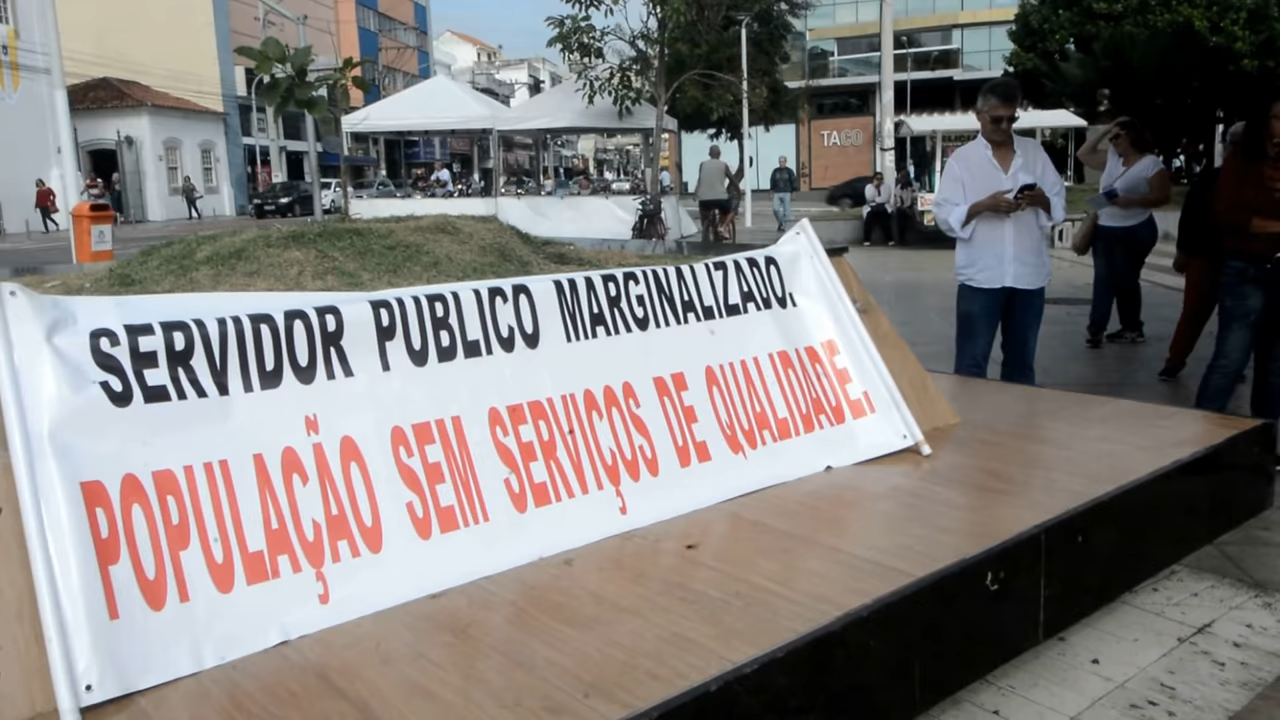 TACO
SERVIDOR PUBLICO MARGINALIZADO.
POPULAÇÃO SEM SERVIÇOS DE QUALIDADE.